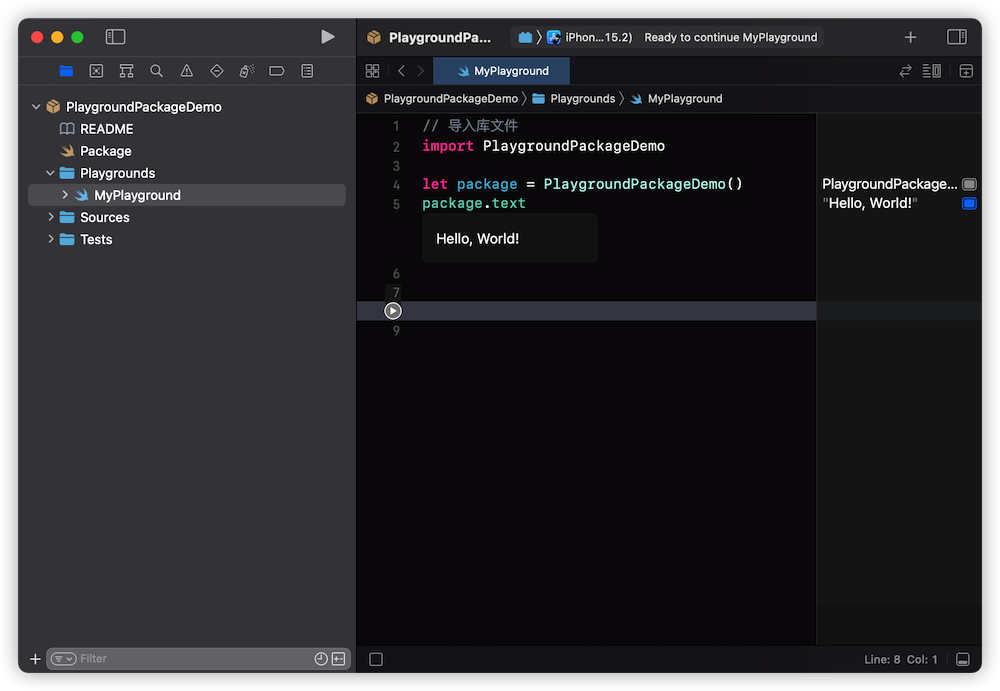 PlaygroundPa...
iPhon...15.2)
Ready to continue MyPlayground
MyPlayground
PlaygroundPackageDemo
README
Package
Playgrounds
MyPlayground
Sources
Tests
PlaygroundPackageDemo 〉 Playgrounds 〉 MyPlayground
1 // 导入库文件
2 import PlaygroundPackageDemo
3
4 let package = PlaygroundPackageDemo()
PlaygroundPackage...
5 package.text
"Hello, World!"
Hello, World!
6
7
9
Filter
Line: 8 Col: 1